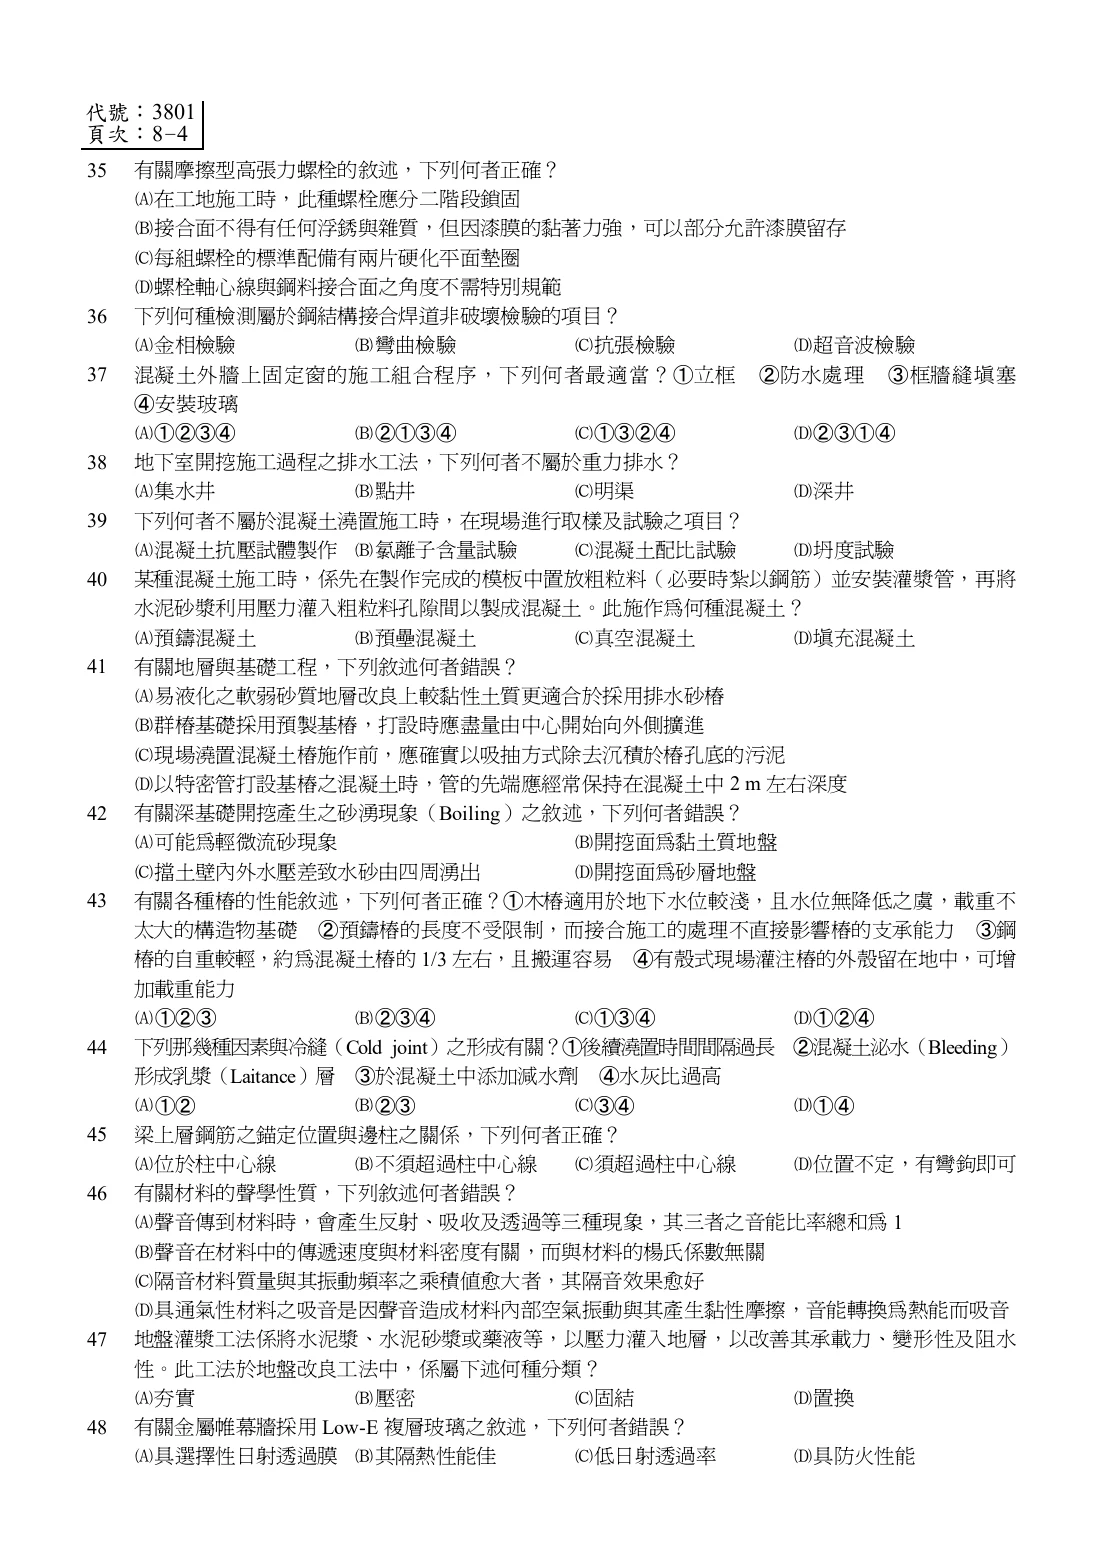 代號：3801
頁次：8-4
35 有關摩擦型高張力螺栓的敘述，下列何者正確？
(A)在工地施工時，此種螺栓應分二階段鎖固
(B)接合面不得有任何浮銹與雜質，但因漆膜的黏著力強，可以部分允許漆膜留存
(C)每組螺栓的標準配備有兩片硬化平面墊圈
(D)螺栓軸心線與鋼料接合面之角度不需特別規範
36 下列何種檢測屬於鋼結構接合焊道非破壞檢驗的項目？
(A)金相檢驗 (B)彎曲檢驗 (C)抗張檢驗 (D)超音波檢驗
37 混凝土外牆上固定窗的施工組合程序，下列何者最適當？①立框 ②防水處理 ③框牆縫填塞
④安裝玻璃
(A)①②③④ (B)②①③④ (C)①③②④ (D)②③①④
38 地下室開挖施工過程之排水工法，下列何者不屬於重力排水？
(A)集水井 (B)點井 (C)明渠 (D)深井
39 下列何者不屬於混凝土澆置施工時，在現場進行取樣及試驗之項目？
(A)混凝土抗壓試體製作 (B)氯離子含量試驗 (C)混凝土配比試驗 (D)坍度試驗
40 某種混凝土施工時，係先在製作完成的模板中置放粗粒料（必要時紮以鋼筋）並安裝灌漿管，再將
水泥砂漿利用壓力灌入粗粒料孔隙間以製成混凝土。此施作為何種混凝土？
(A)預鑄混凝土 (B)預壘混凝土 (C)真空混凝土 (D)填充混凝土
41 有關地層與基礎工程，下列敘述何者錯誤？
(A)易液化之軟弱砂質地層改良上較黏性土質更適合於採用排水砂樁
(B)群樁基礎採用預製基樁，打設時應盡量由中心開始向外側擴進
(C)現場澆置混凝土樁施作前，應確實以吸抽方式除去沉積於樁孔底的污泥
(D)以特密管打設基樁之混凝土時，管的先端應經常保持在混凝土中 2 m 左右深度
42 有關深基礎開挖產生之砂湧現象（Boiling）之敘述，下列何者錯誤？
(A)可能為輕微流砂現象 (B)開挖面為黏土質地盤
(C)擋土壁內外水壓差致水砂由四周湧出 (D)開挖面為砂層地盤
43 有關各種樁的性能敘述，下列何者正確？①木樁適用於地下水位較淺，且水位無降低之虞，載重不
太大的構造物基礎 ②預鑄樁的長度不受限制，而接合施工的處理不直接影響樁的支承能力 ③鋼
樁的自重較輕，約為混凝土樁的 1/3 左右，且搬運容易 ④有殼式現場灌注樁的外殼留在地中，可增
加載重能力
(A)①②③ (B)②③④ (C)①③④ (D)①②④
44 下列那幾種因素與冷縫（Cold joint）之形成有關？①後續澆置時間間隔過長 ②混凝土泌水（Bleeding）
形成乳漿（Laitance）層 ③於混凝土中添加減水劑 ④水灰比過高
(A)①② (B)②③ (C)③④ (D)①④
45 梁上層鋼筋之錨定位置與邊柱之關係，下列何者正確？
(A)位於柱中心線 (B)不須超過柱中心線 (C)須超過柱中心線 (D)位置不定，有彎鉤即可
46 有關材料的聲學性質，下列敘述何者錯誤？
(A)聲音傳到材料時，會產生反射、吸收及透過等三種現象，其三者之音能比率總和為 1
(B)聲音在材料中的傳遞速度與材料密度有關，而與材料的楊氏係數無關
(C)隔音材料質量與其振動頻率之乘積值愈大者，其隔音效果愈好
(D)具通氣性材料之吸音是因聲音造成材料內部空氣振動與其產生黏性摩擦，音能轉換為熱能而吸音
47 地盤灌漿工法係將水泥漿、水泥砂漿或藥液等，以壓力灌入地層，以改善其承載力、變形性及阻水
性。此工法於地盤改良工法中，係屬下述何種分類？
(A)夯實 (B)壓密 (C)固結 (D)置換
48 有關金屬帷幕牆採用 Low-E 複層玻璃之敘述，下列何者錯誤？
(A)具選擇性日射透過膜 (B)其隔熱性能佳 (C)低日射透過率 (D)具防火性能